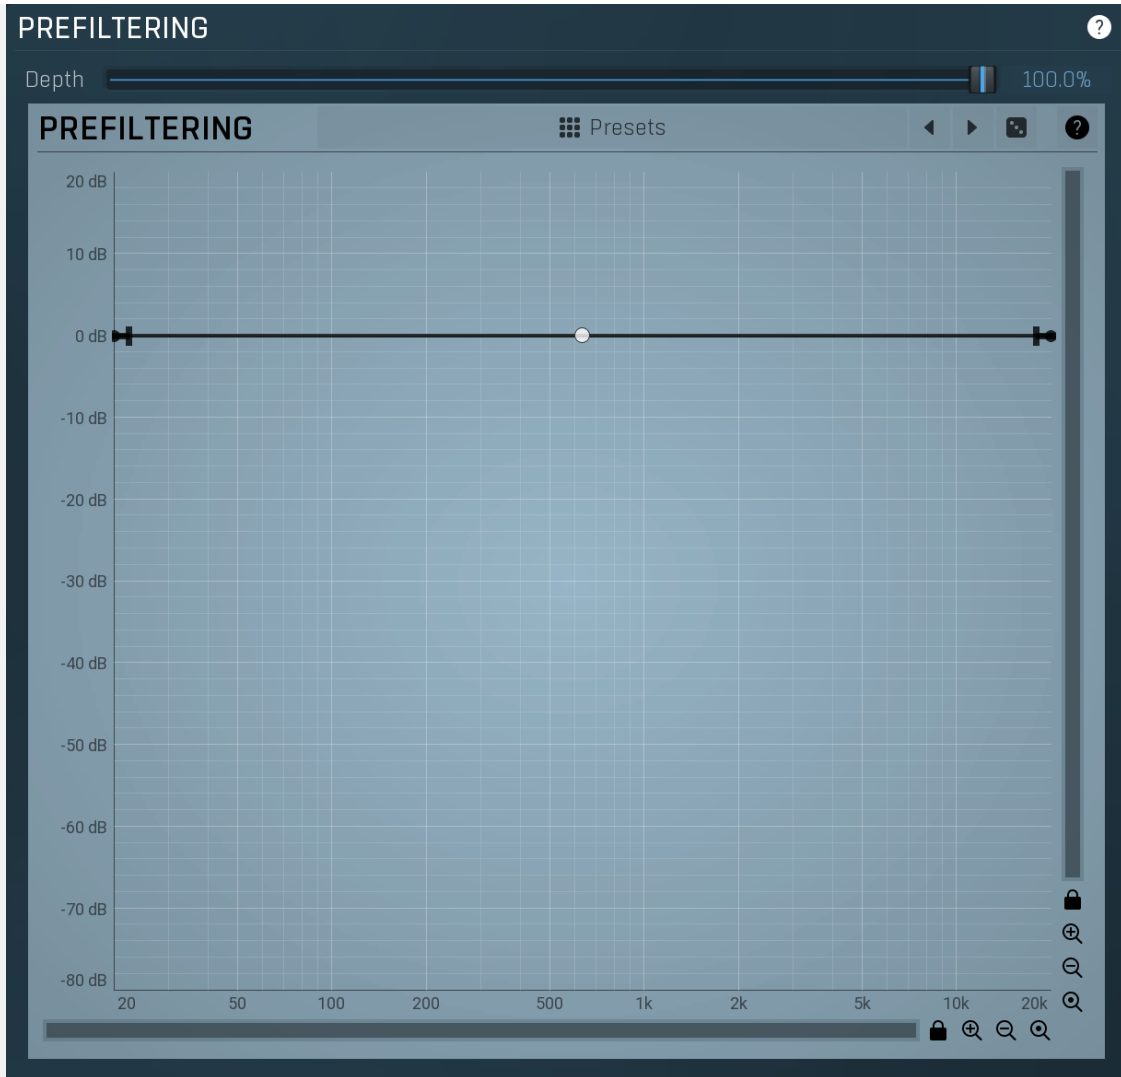 PREFILTERING ?
Depth 100.0%
PREFILTERING Presets ?
20 dB
10 dB
0 dB
-10 dB
-20 dB
-30 dB
-40 dB
-50 dB
-60 dB
-70 dB
-80 dB
20 50 100 200 500 1k 2k 5k 10k 20k